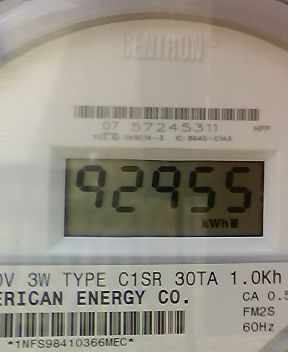 CENTRON®
07 57245311 HPP
92955
kWh
0V 3W TYPE C1SR 30TA 1.0Kh
ERICAN ENERGY CO.
CA 0.5
FM2S
60Hz
*1NFS98410366MEC*